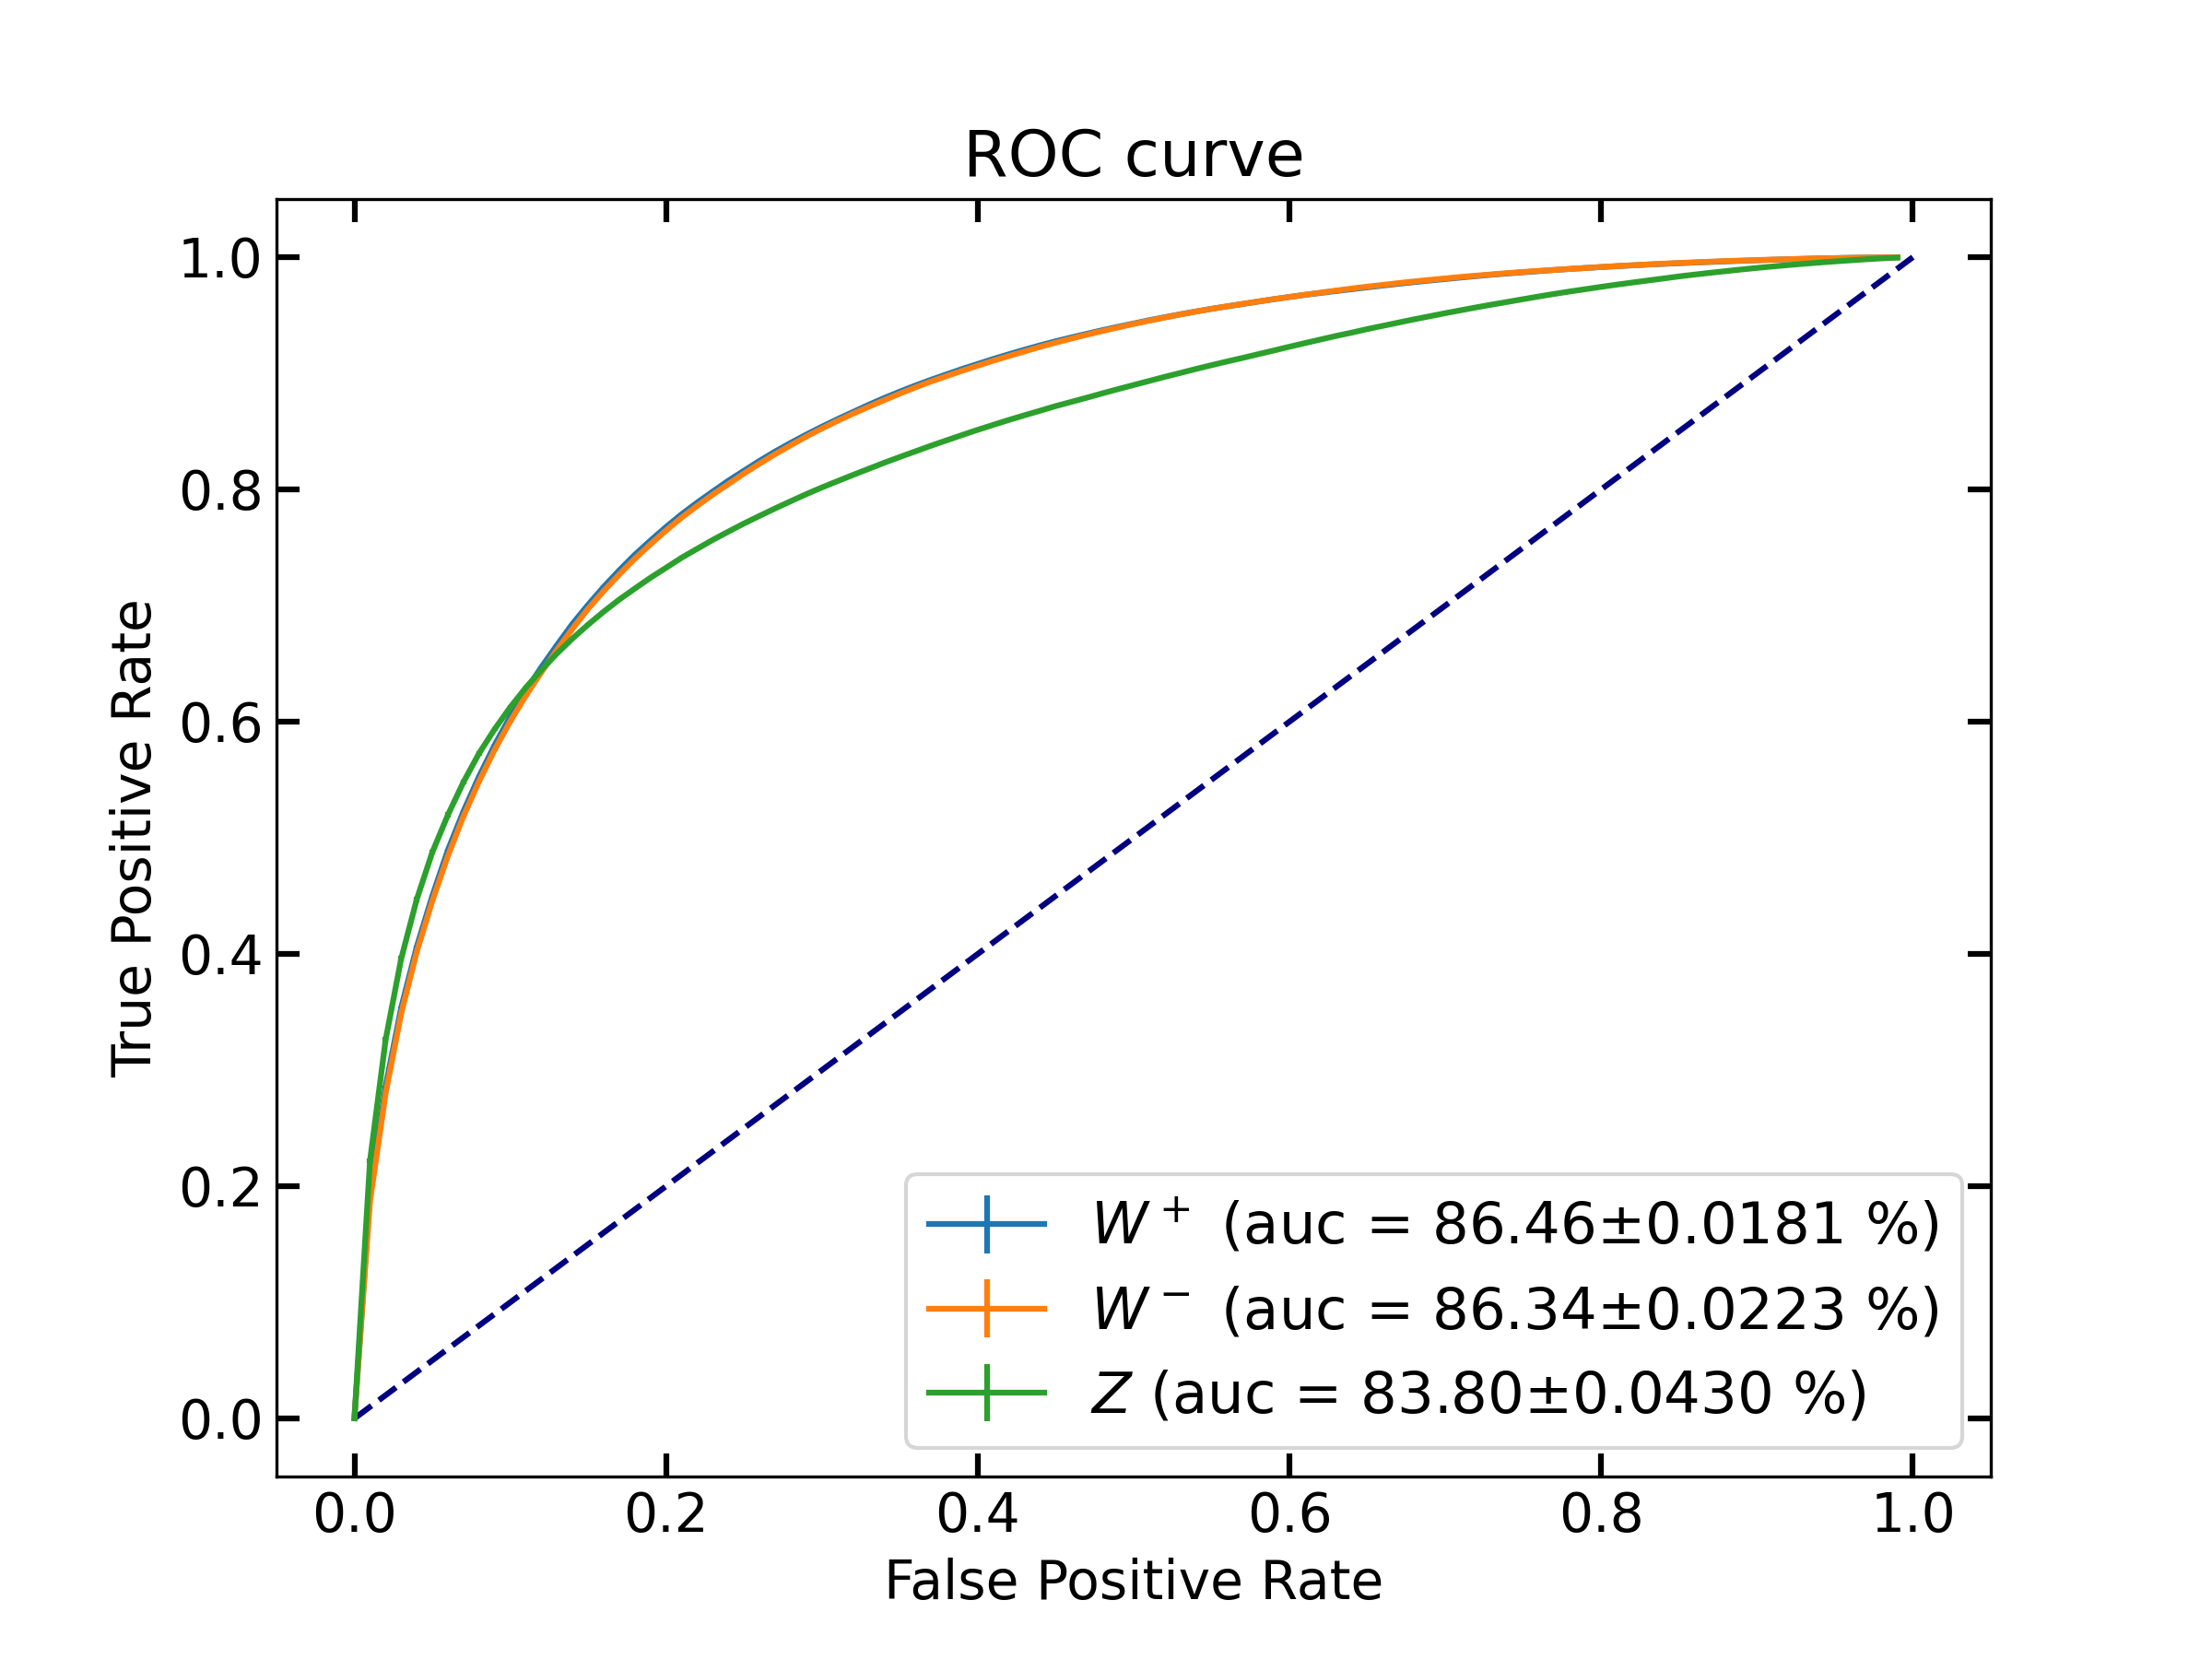 ROC curve
True Positive Rate
1.0
0.8
0.6
0.4
0.2
0.0
W⁺ (auc = 86.46±0.0181 %)
W⁻ (auc = 86.34±0.0223 %)
Z (auc = 83.80±0.0430 %)
0.0 0.2 0.4 0.6 0.8 1.0
False Positive Rate